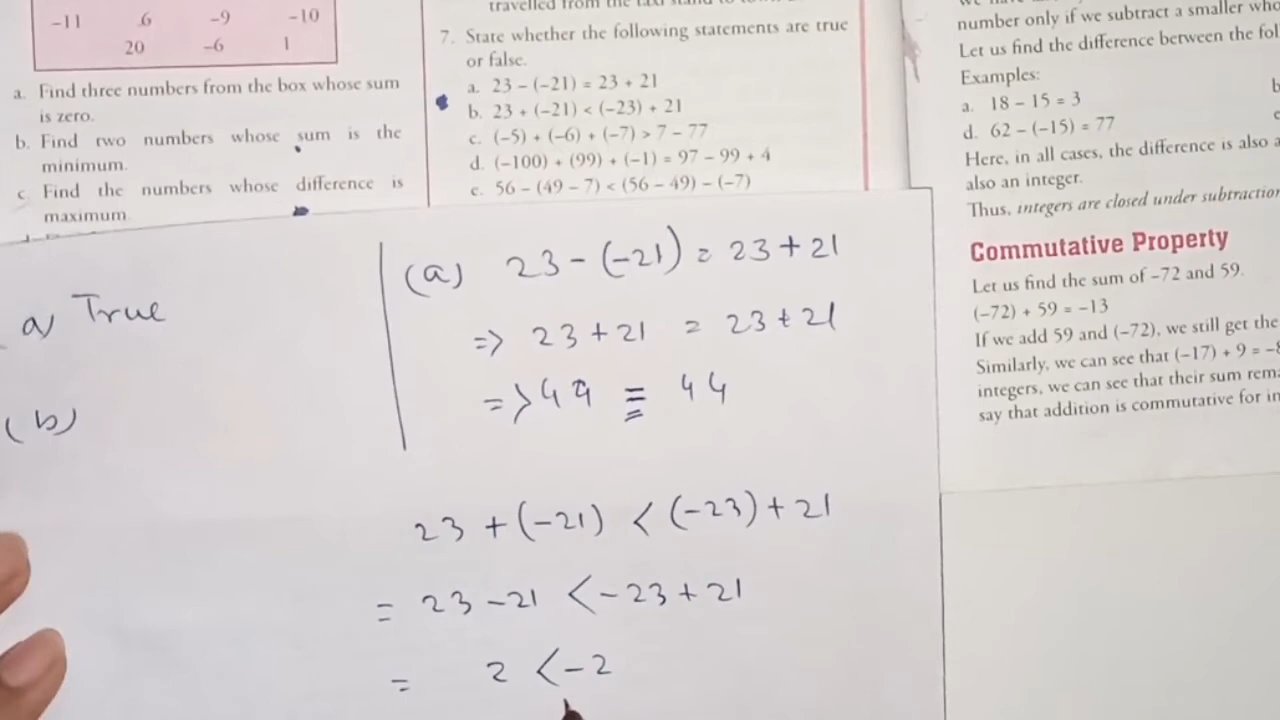 -11 6 -9 -10
20 -6 1
a. Find three numbers from the box whose sum
is zero.
b. Find two numbers whose sum is the
minimum.
c Find the numbers whose difference is
maximum
travelled from the taxi stand to
7. State whether the following statements are true
or false.
a. 23 – (–21) = 23 + 21
b. 23 + (–21) < (–23) + 21
c. (–5) + (–6) + (–7) > 7 – 77
d. (–100) + (99) + (–1) = 97 – 99 + 4
e. 56 – (49 – 7) < (56 – 49) – (–7)
number only if we subtract a smaller who
Let us find the difference between the fol
Examples:
a. 18 – 15 = 3
d. 62 – (–15) = 77
Here, in all cases, the difference is also a
also an integer.
Thus, integers are closed under subtraction
Commutative Property
Let us find the sum of –72 and 59.
(–72) + 59 = –13
If we add 59 and (–72), we still get the
Similarly, we can see that (–17) + 9 = –8
integers, we can see that their sum rema
say that addition is commutative for in
a) True
(b)
(a) 23 - (-21) = 23 + 21
=> 23 + 21 = 23 + 21
=> 44 = 44
23 + (-21) < (-23) + 21
= 23 - 21 < -23 + 21
= 2 < -2